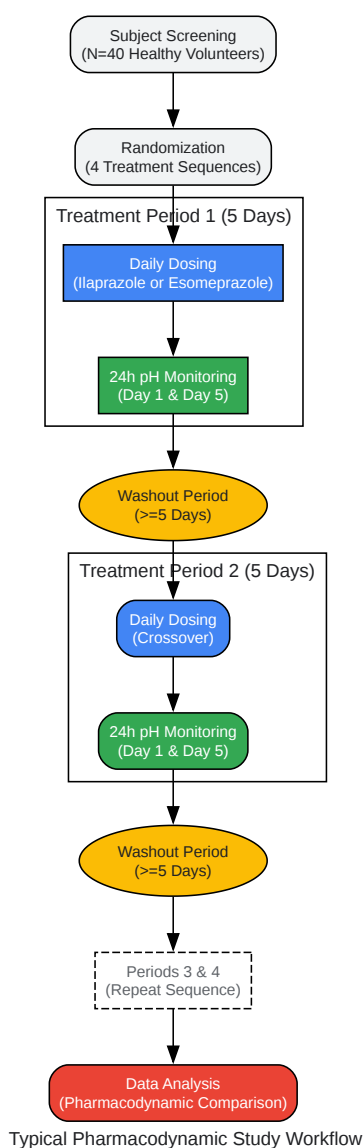 Subject Screening
(N=40 Healthy Volunteers)
Randomization
(4 Treatment Sequences)
Treatment Period 1 (5 Days)
Daily Dosing
(Ilaprazole or Esomeprazole)
24h pH Monitoring
(Day 1 & Day 5)
Washout Period
(>=5 Days)
Treatment Period 2 (5 Days)
Daily Dosing
(Crossover)
24h pH Monitoring
(Day 1 & Day 5)
Washout Period
(>=5 Days)
Periods 3 & 4
(Repeat Sequence)
Data Analysis
(Pharmacodynamic Comparison)
Typical Pharmacodynamic Study Workflow